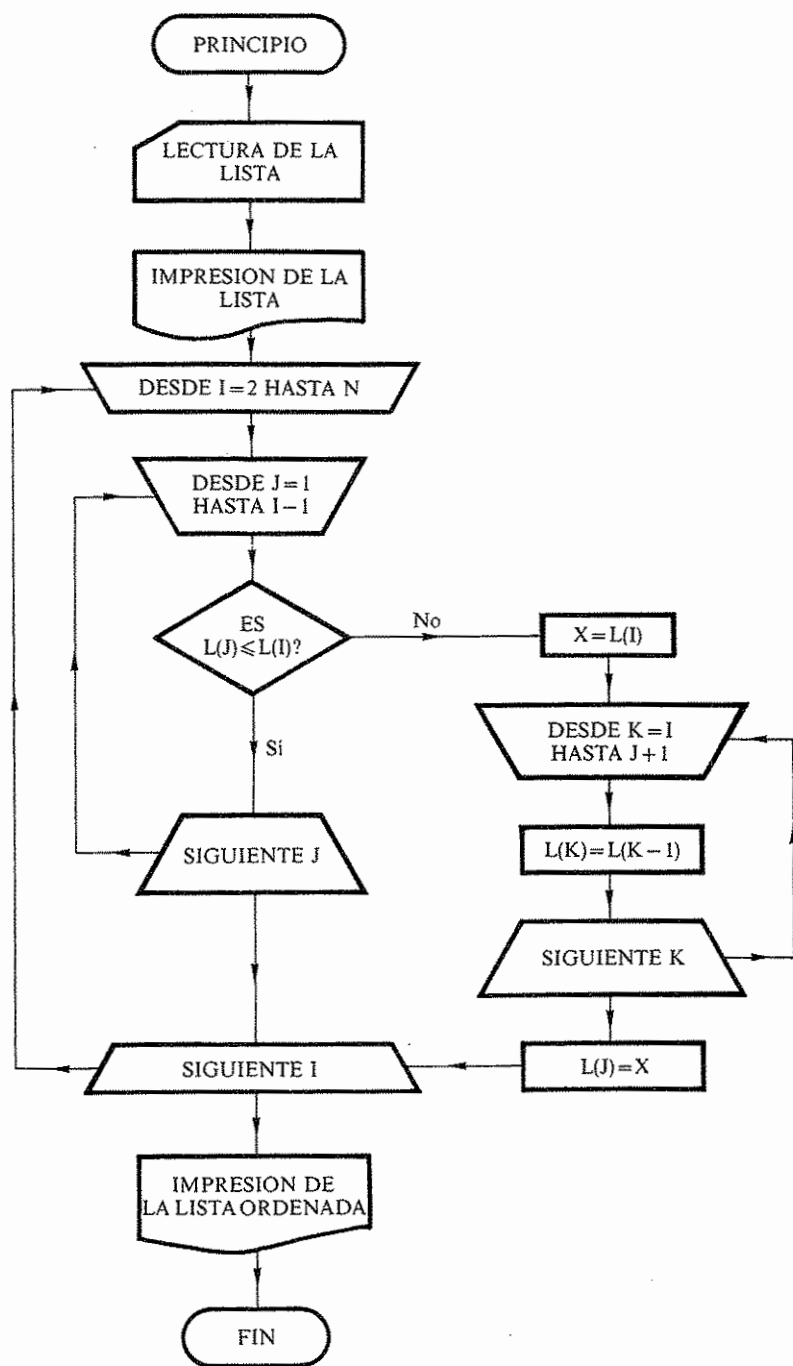 PRINCIPIO
LECTURA DE LA
LISTA
IMPRESION DE LA
LISTA
DESDE I=2 HASTA N
DESDE J=1
HASTA I-1
ES
L(J)≤L(I)?
No
Sí
X=L(I)
DESDE K=I
HASTA J+1
L(K)=L(K-1)
SIGUIENTE K
L(J)=X
SIGUIENTE J
SIGUIENTE I
IMPRESION DE
LA LISTA ORDENADA
FIN